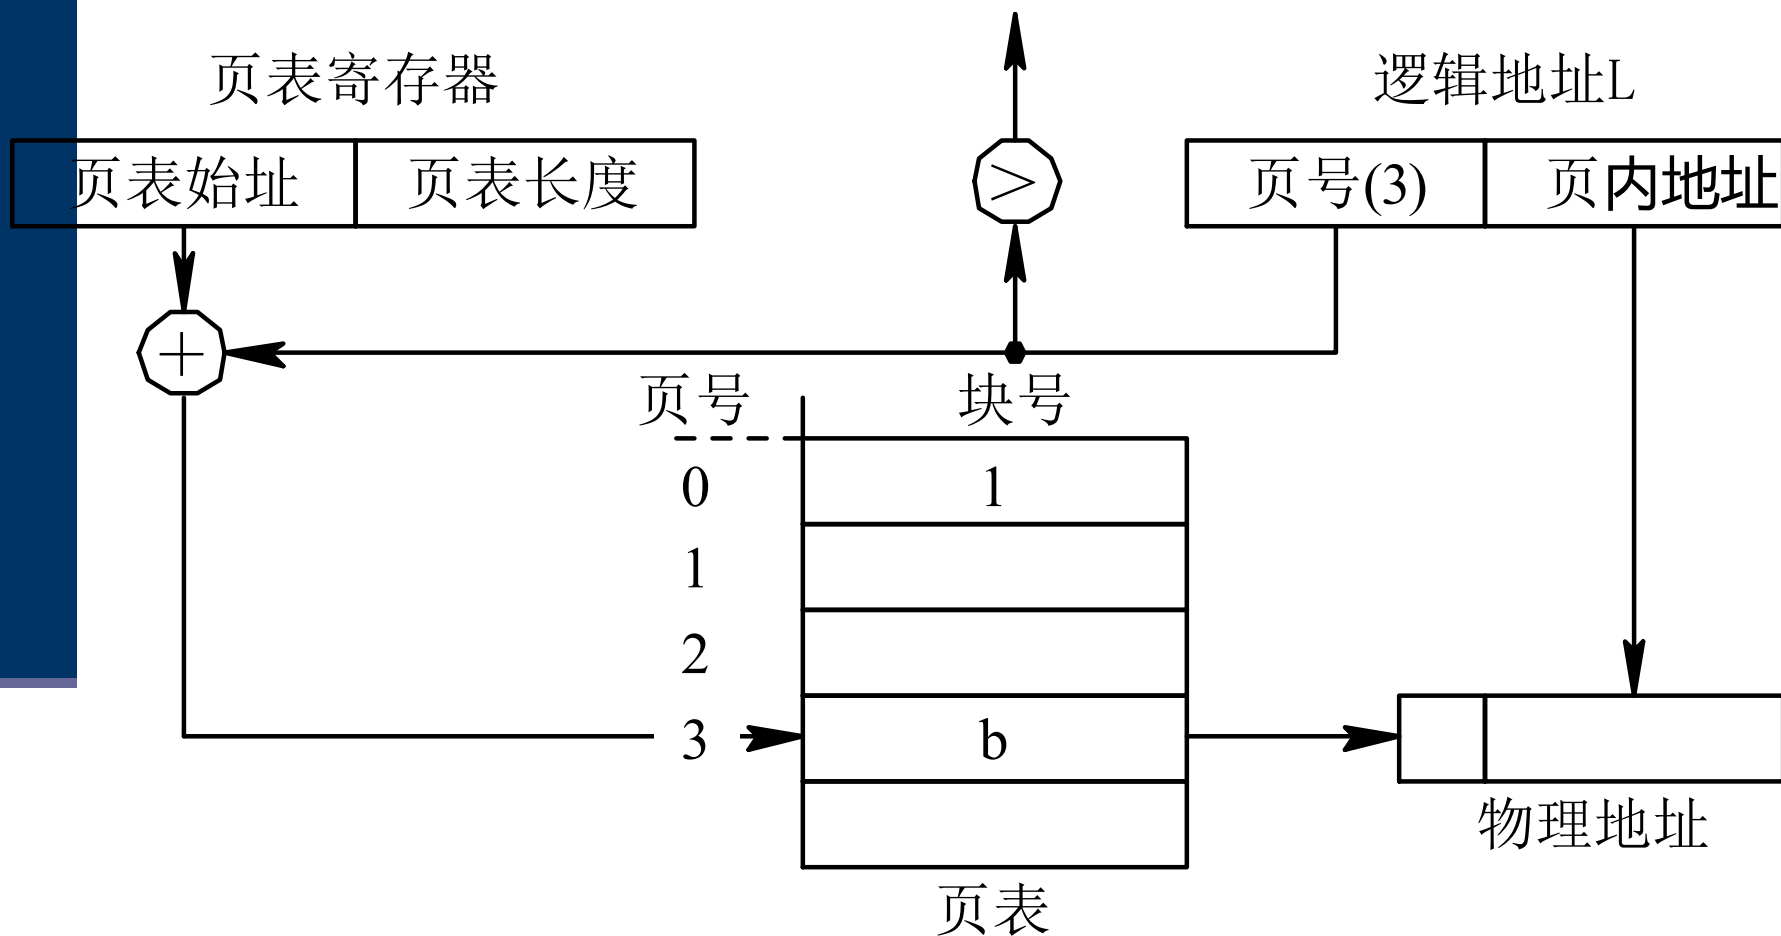 页表寄存器
逻辑地址L
页表始址 页表长度
>
页号(3) 页内地址
+
页号 块号
0 1
1
2
3 b
物理地址
页表